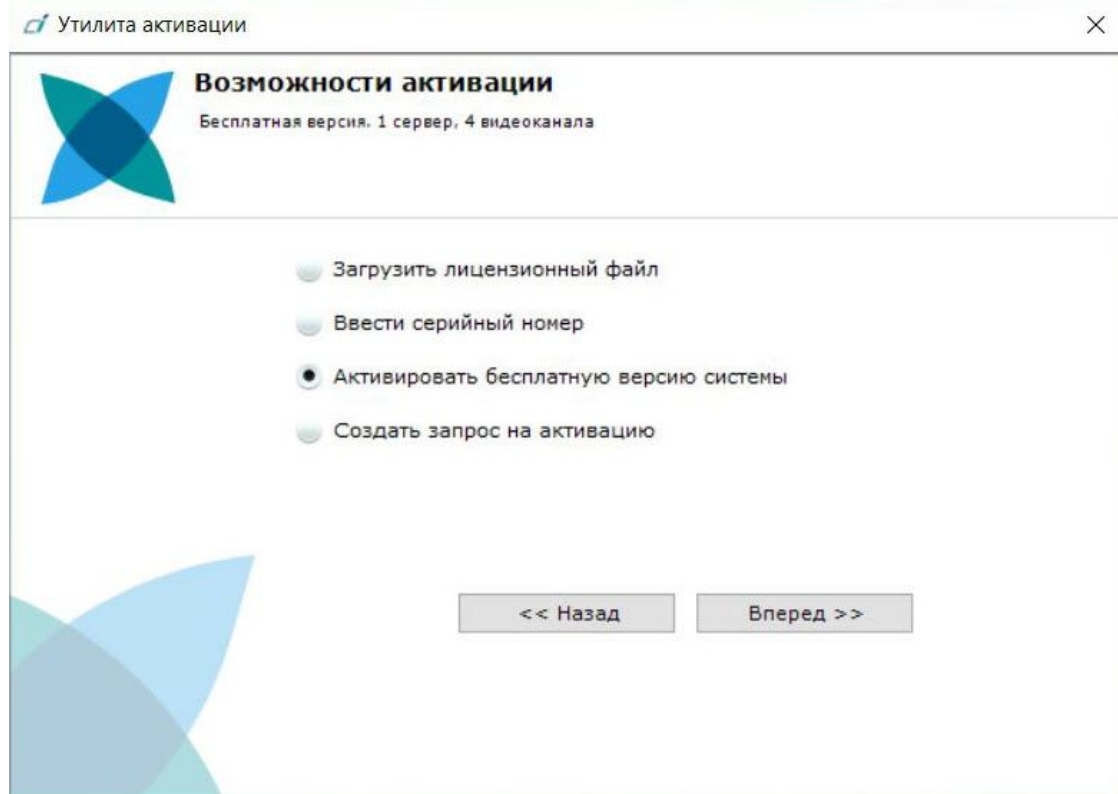 Утилита активации
Возможности активации
Бесплатная версия. 1 сервер, 4 видеоканала
Загрузить лицензионный файл
Ввести серийный номер
Активировать бесплатную версию системы
Создать запрос на активацию
<< Назад
Вперед >>